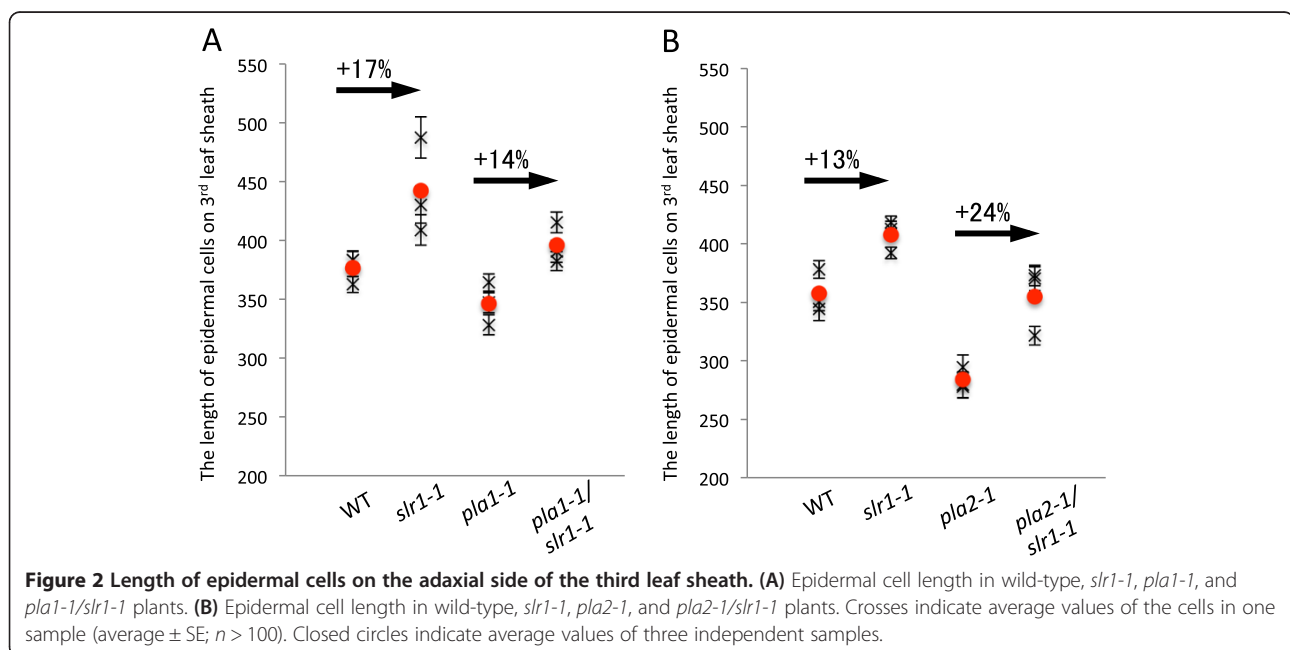 A
B
The length of epidermal cells on 3rd leaf sheath
550
500
450
400
350
300
250
200
+17%
+14%
WT
slr1-1
pla1-1
pla1-1/
slr1-1
The length of epidermal cells on 3rd leaf sheath
550
500
450
400
350
300
250
200
+13%
+24%
WT
slr1-1
pla2-1
pla2-1/
slr1-1
Figure 2 Length of epidermal cells on the adaxial side of the third leaf sheath. (A) Epidermal cell length in wild-type, slr1-1, pla1-1, and
pla1-1/slr1-1 plants. (B) Epidermal cell length in wild-type, slr1-1, pla2-1, and pla2-1/slr1-1 plants. Crosses indicate average values of the cells in one
sample (average ± SE; n > 100). Closed circles indicate average values of three independent samples.